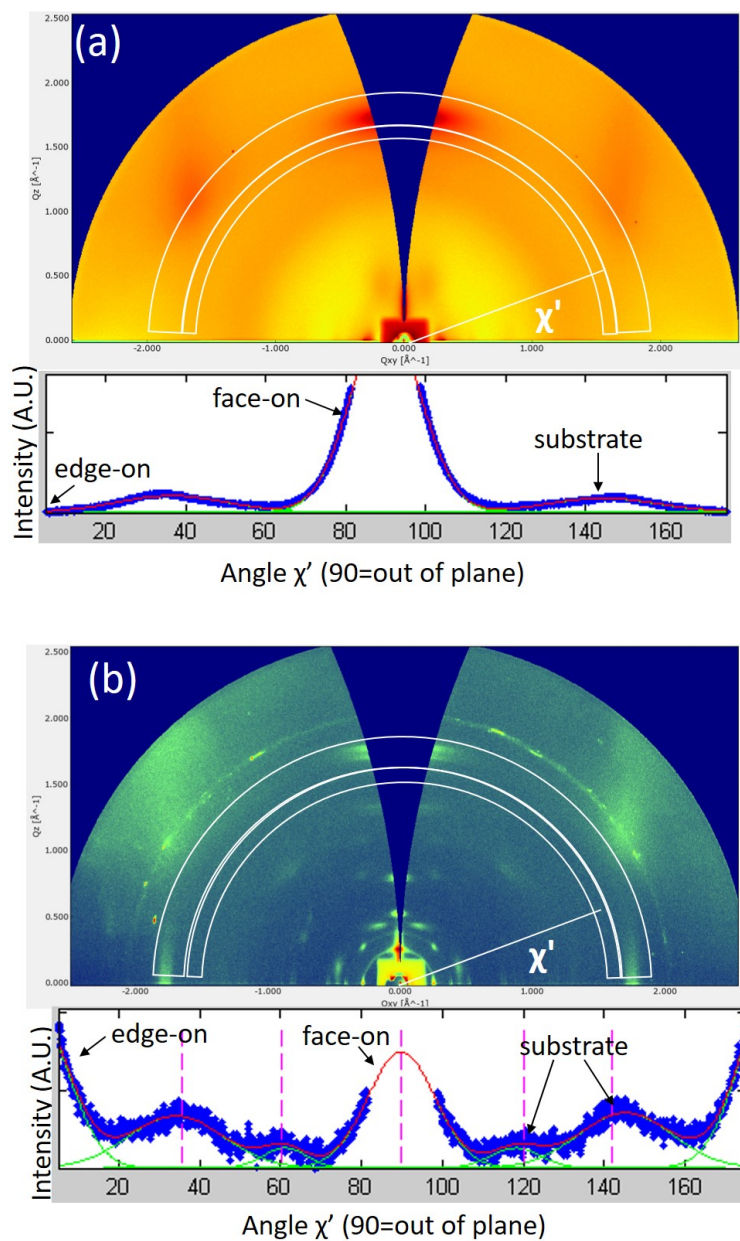 (a)
2.500
2.000
1.500
Qz [Å^-1]
1.000
0.500
0.000
χ'
-2.000 -1.000 0.000 1.000 2.000
Qxy [Å^-1]
Intensity (A.U.)
face-on
edge-on
substrate
20 40 60 80 100 120 140 160
Angle χ' (90=out of plane)
(b)
2.500
2.000
1.500
Qz [Å^-1]
1.000
0.500
0.000
χ'
-2.000 -1.000 0.000 1.000 2.000
Qxy [Å^-1]
Intensity (A.U.)
edge-on
face-on
substrate
20 40 60 80 100 120 140 160
Angle χ' (90=out of plane)